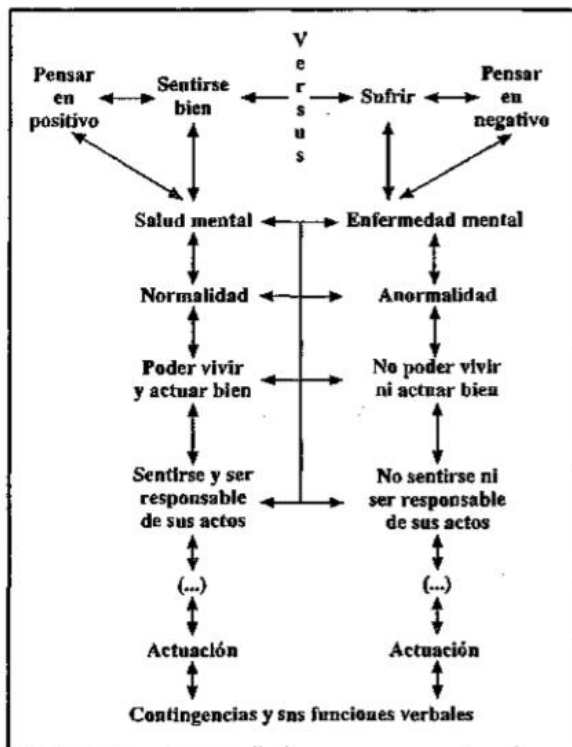 Versus
Pensar
en
positivo
Sentirse
bien
Sufrir
Pensar
en
negativo
Salud mental
Enfermedad mental
Normalidad
Anormalidad
Poder vivir
y actuar bien
No poder vivir
ni actuar bien
Sentirse y ser
responsable
de sus actos
No sentirse ni
ser responsable
de sus actos
(...)
(...)
Actuación
Actuación
Contingencias y sns funciones verbales